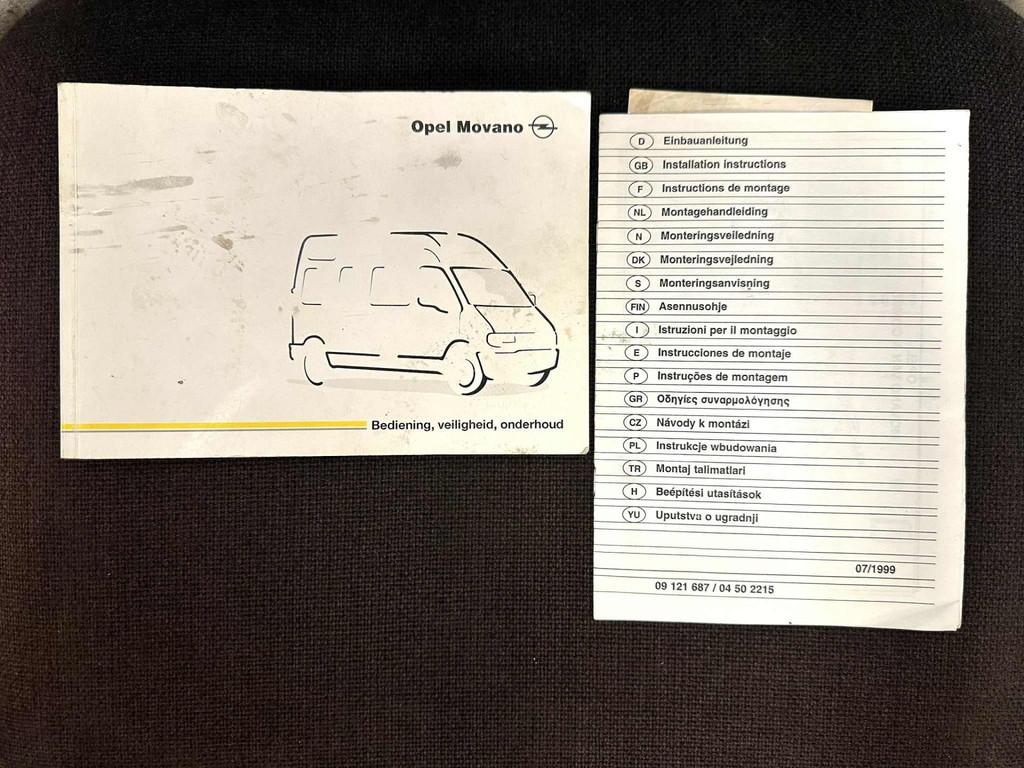 Opel Movano
Bediening, veiligheid, onderhoud
D Einbauanleitung
GB Installation instructions
F Instructions de montage
NL Montagehandleiding
N Monteringsveiledning
DK Monteringsvejledning
S Monteringsanvisning
FIN Asennusohje
I Istruzioni per il montaggio
E Instrucciones de montaje
P Instruções de montagem
GR Οδηγίες συναρμολόγησης
CZ Návody k montázi
PL Instrukcje wbudowania
TR Montaj talimatlari
H Beépítési utasítások
YU Uputstva o ugradnji
07/1999
09 121 687 / 04 50 2215